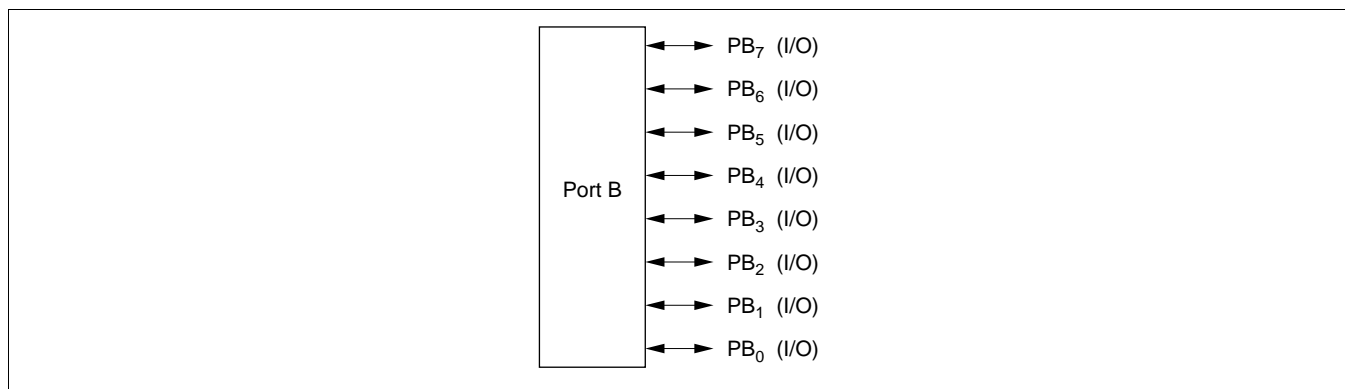 PB7 (I/O)
PB6 (I/O)
PB5 (I/O)
PB4 (I/O)
Port B
PB3 (I/O)
PB2 (I/O)
PB1 (I/O)
PB0 (I/O)